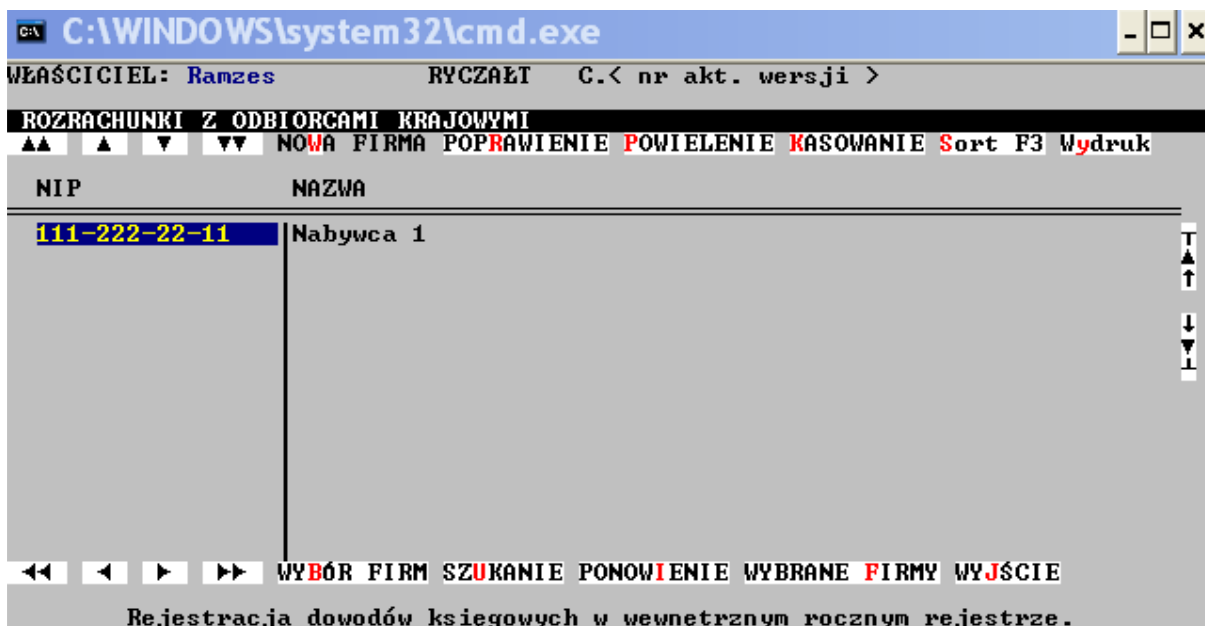 C:\WINDOWS\system32\cmd.exe
WŁAŚCICIEL: Ramzes RYCZAŁT C.< nr akt. wersji >
ROZRACHUNKI Z ODBIORCAMI KRAJOWYMI
NOWA FIRMA POPRAWIENIE POWIELENIE KASOWANIE Sort F3 Wydruk
NIP NAZWA
111-222-22-11 Nabywca 1
WYBÓR FIRM SZUKANIE PONOWIENIE WYBRANE FIRMY WYJŚCIE
Rejestracja dowodów księgowych w wewnętrznym rocznym rejestrze.